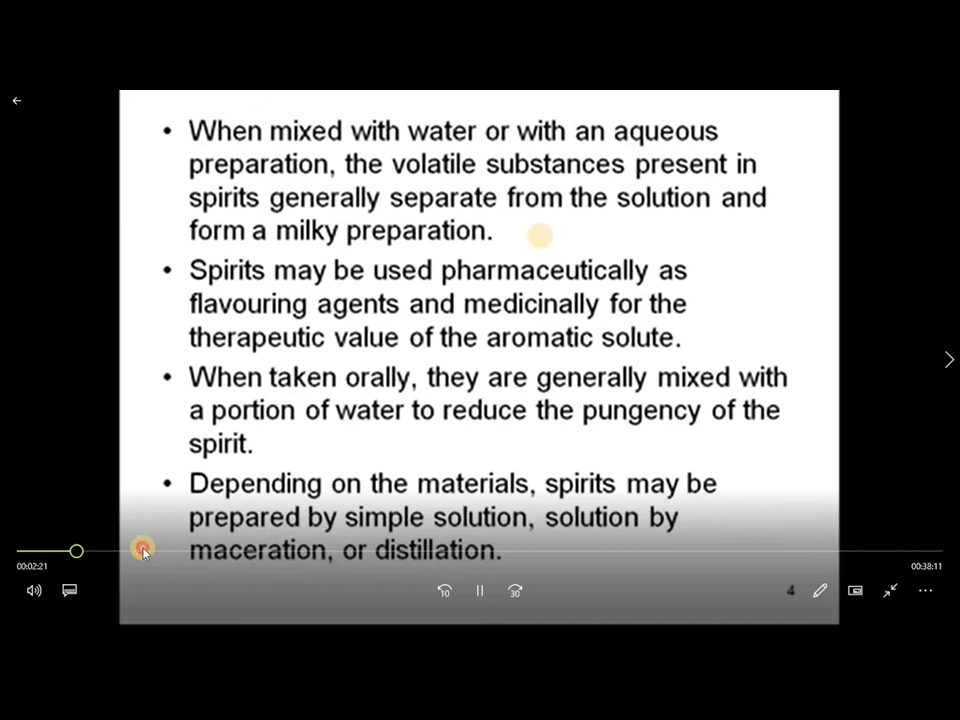 • When mixed with water or with an aqueous
preparation, the volatile substances present in
spirits generally separate from the solution and
form a milky preparation.
• Spirits may be used pharmaceutically as
flavouring agents and medicinally for the
therapeutic value of the aromatic solute.
• When taken orally, they are generally mixed with
a portion of water to reduce the pungency of the
spirit.
• Depending on the materials, spirits may be
prepared by simple solution, solution by
maceration, or distillation.
00:02:21
00:38:11
10
30
4